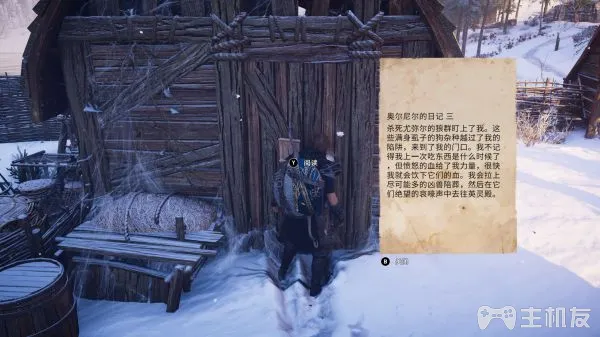 奥尔尼尔的日记 三
杀死尤弥尔的狼群盯上了我。这
些满身虱子的狗杂种越过了我的
陷阱，来到了我的门口。我不记
得我上一次吃东西是什么时候了
，但愤怒的血给了我力量，很快
我就会饮下它们的血。我会拉上
尽可能多的凶兽陪葬，然后在它
们绝望的哀嚎声中去往英灵殿。
Y 阅读
B 关闭
主机友